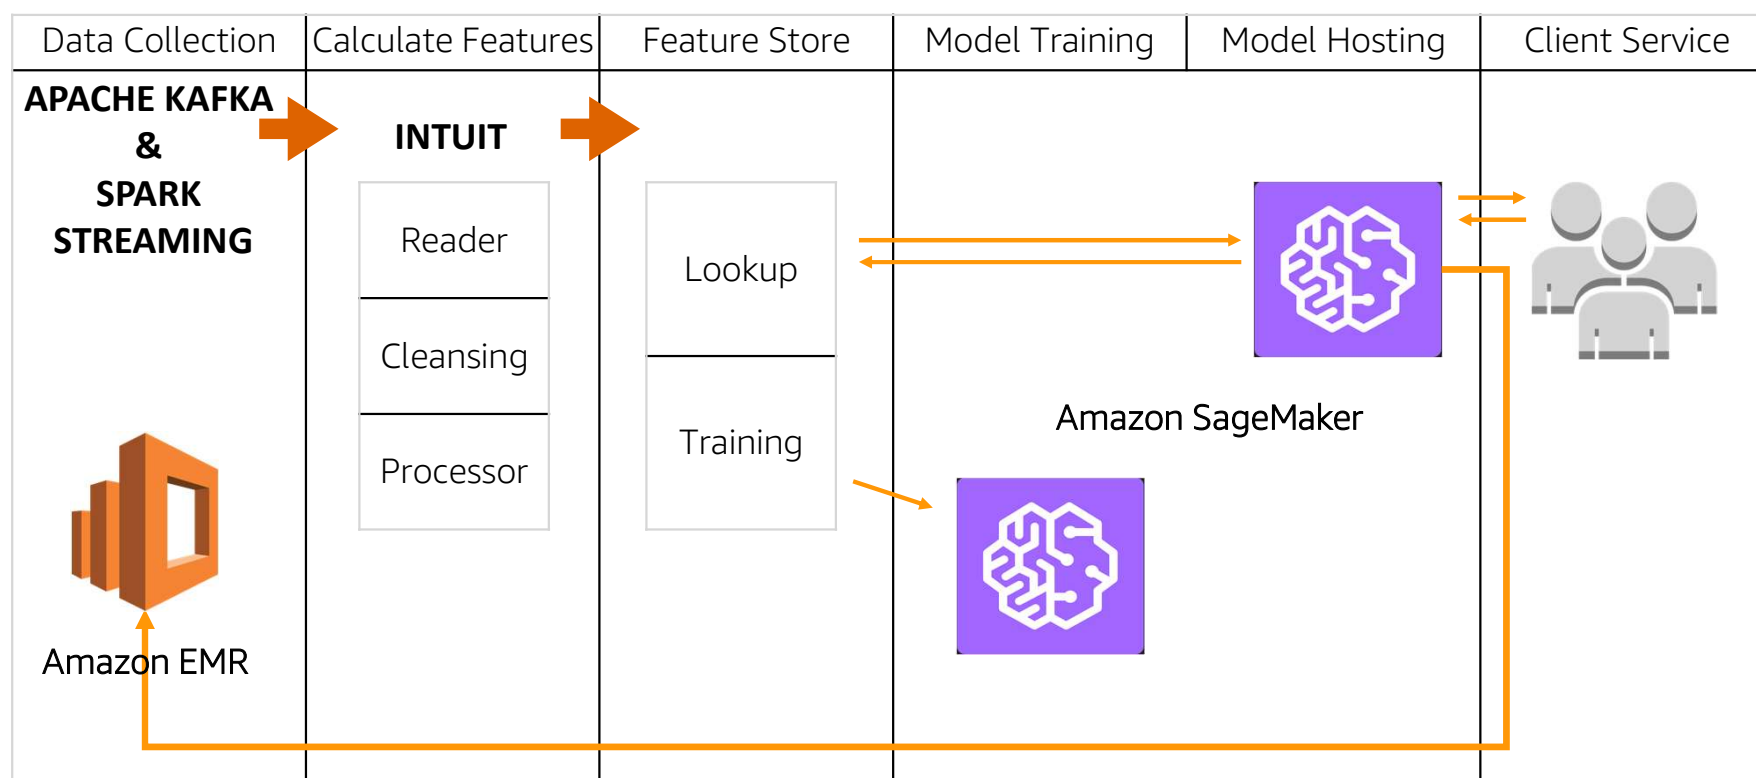 Data Collection
Calculate Features
Feature Store
Model Training
Model Hosting
Client Service
APACHE KAFKA
&
SPARK
STREAMING
INTUIT
Reader
Cleansing
Processor
Lookup
Training
Amazon SageMaker
Amazon EMR